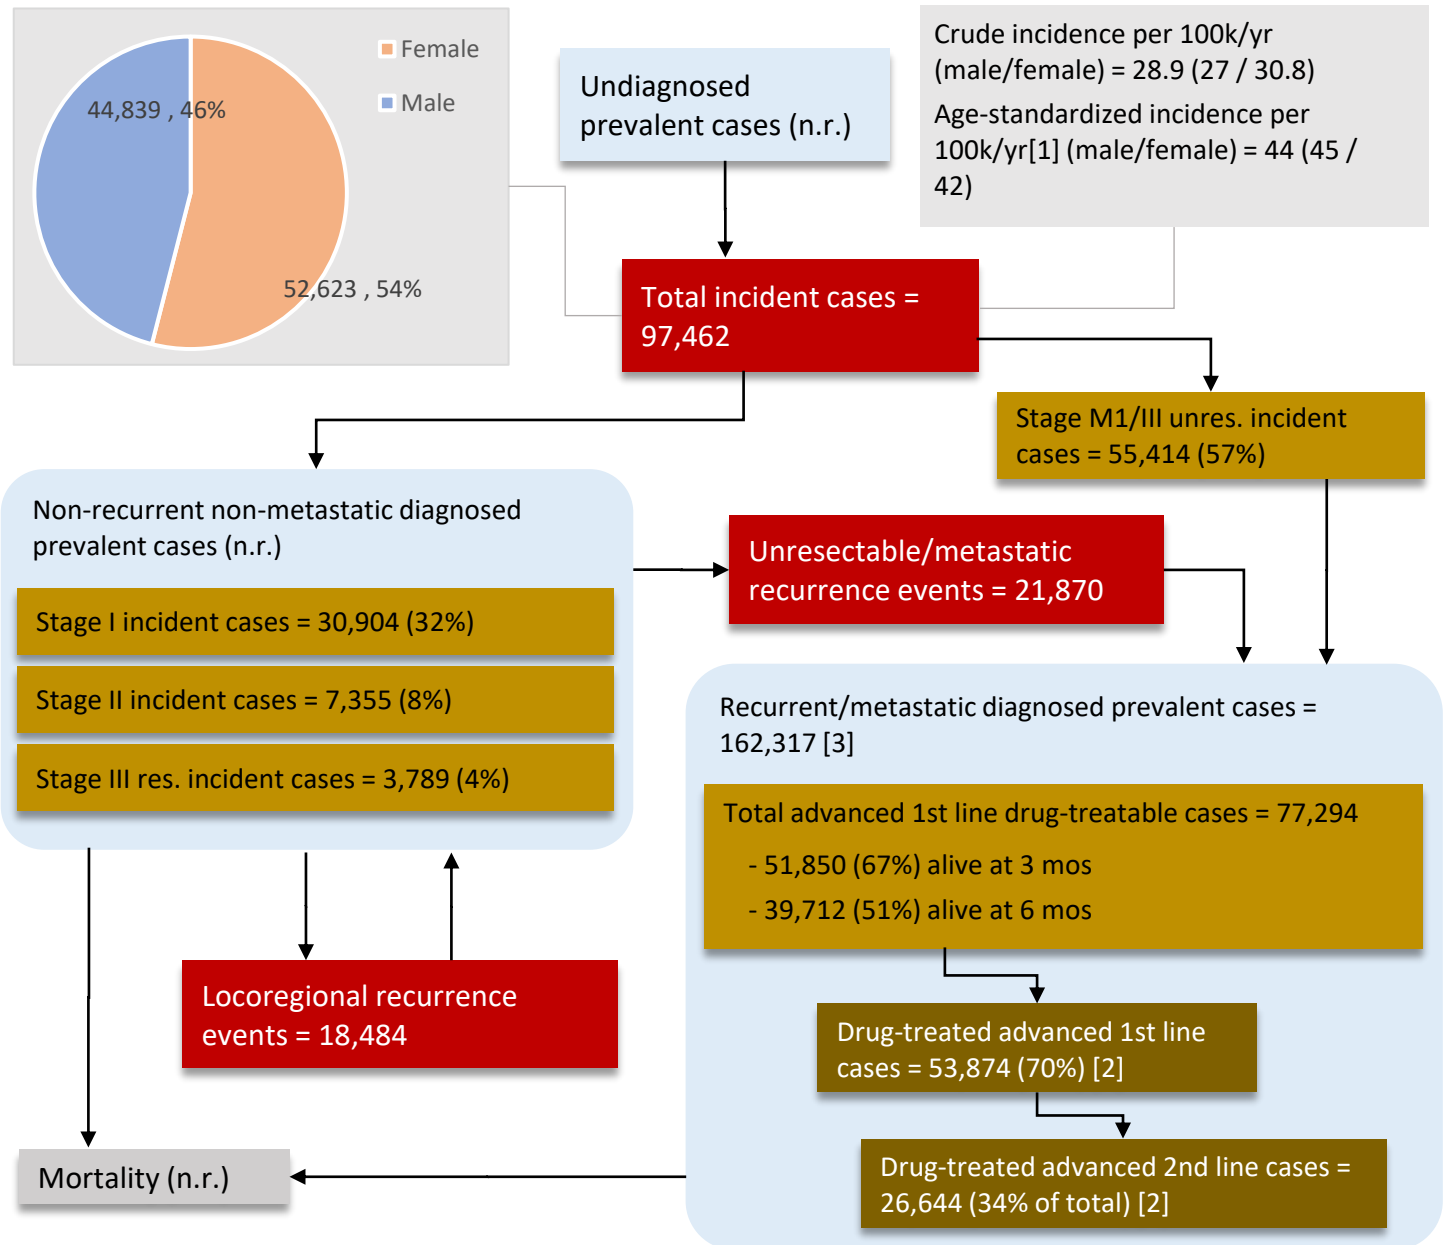 Female
Male
44,839 , 46%
52,623 , 54%
Undiagnosed
prevalent cases (n.r.)
Crude incidence per 100k/yr
(male/female) = 28.9 (27 / 30.8)
Age-standardized incidence per
100k/yr[1] (male/female) = 44 (45 /
42)
Total incident cases =
97,462
Stage M1/III unres. incident
cases = 55,414 (57%)
Non-recurrent non-metastatic diagnosed
prevalent cases (n.r.)
Stage I incident cases = 30,904 (32%)
Stage II incident cases = 7,355 (8%)
Stage III res. incident cases = 3,789 (4%)
Unresectable/metastatic
recurrence events = 21,870
Locoregional recurrence
events = 18,484
Recurrent/metastatic diagnosed prevalent cases =
162,317 [3]
Total advanced 1st line drug-treatable cases = 77,294
- 51,850 (67%) alive at 3 mos
- 39,712 (51%) alive at 6 mos
Drug-treated advanced 1st line
cases = 53,874 (70%) [2]
Drug-treated advanced 2nd line cases =
26,644 (34% of total) [2]
Mortality (n.r.)